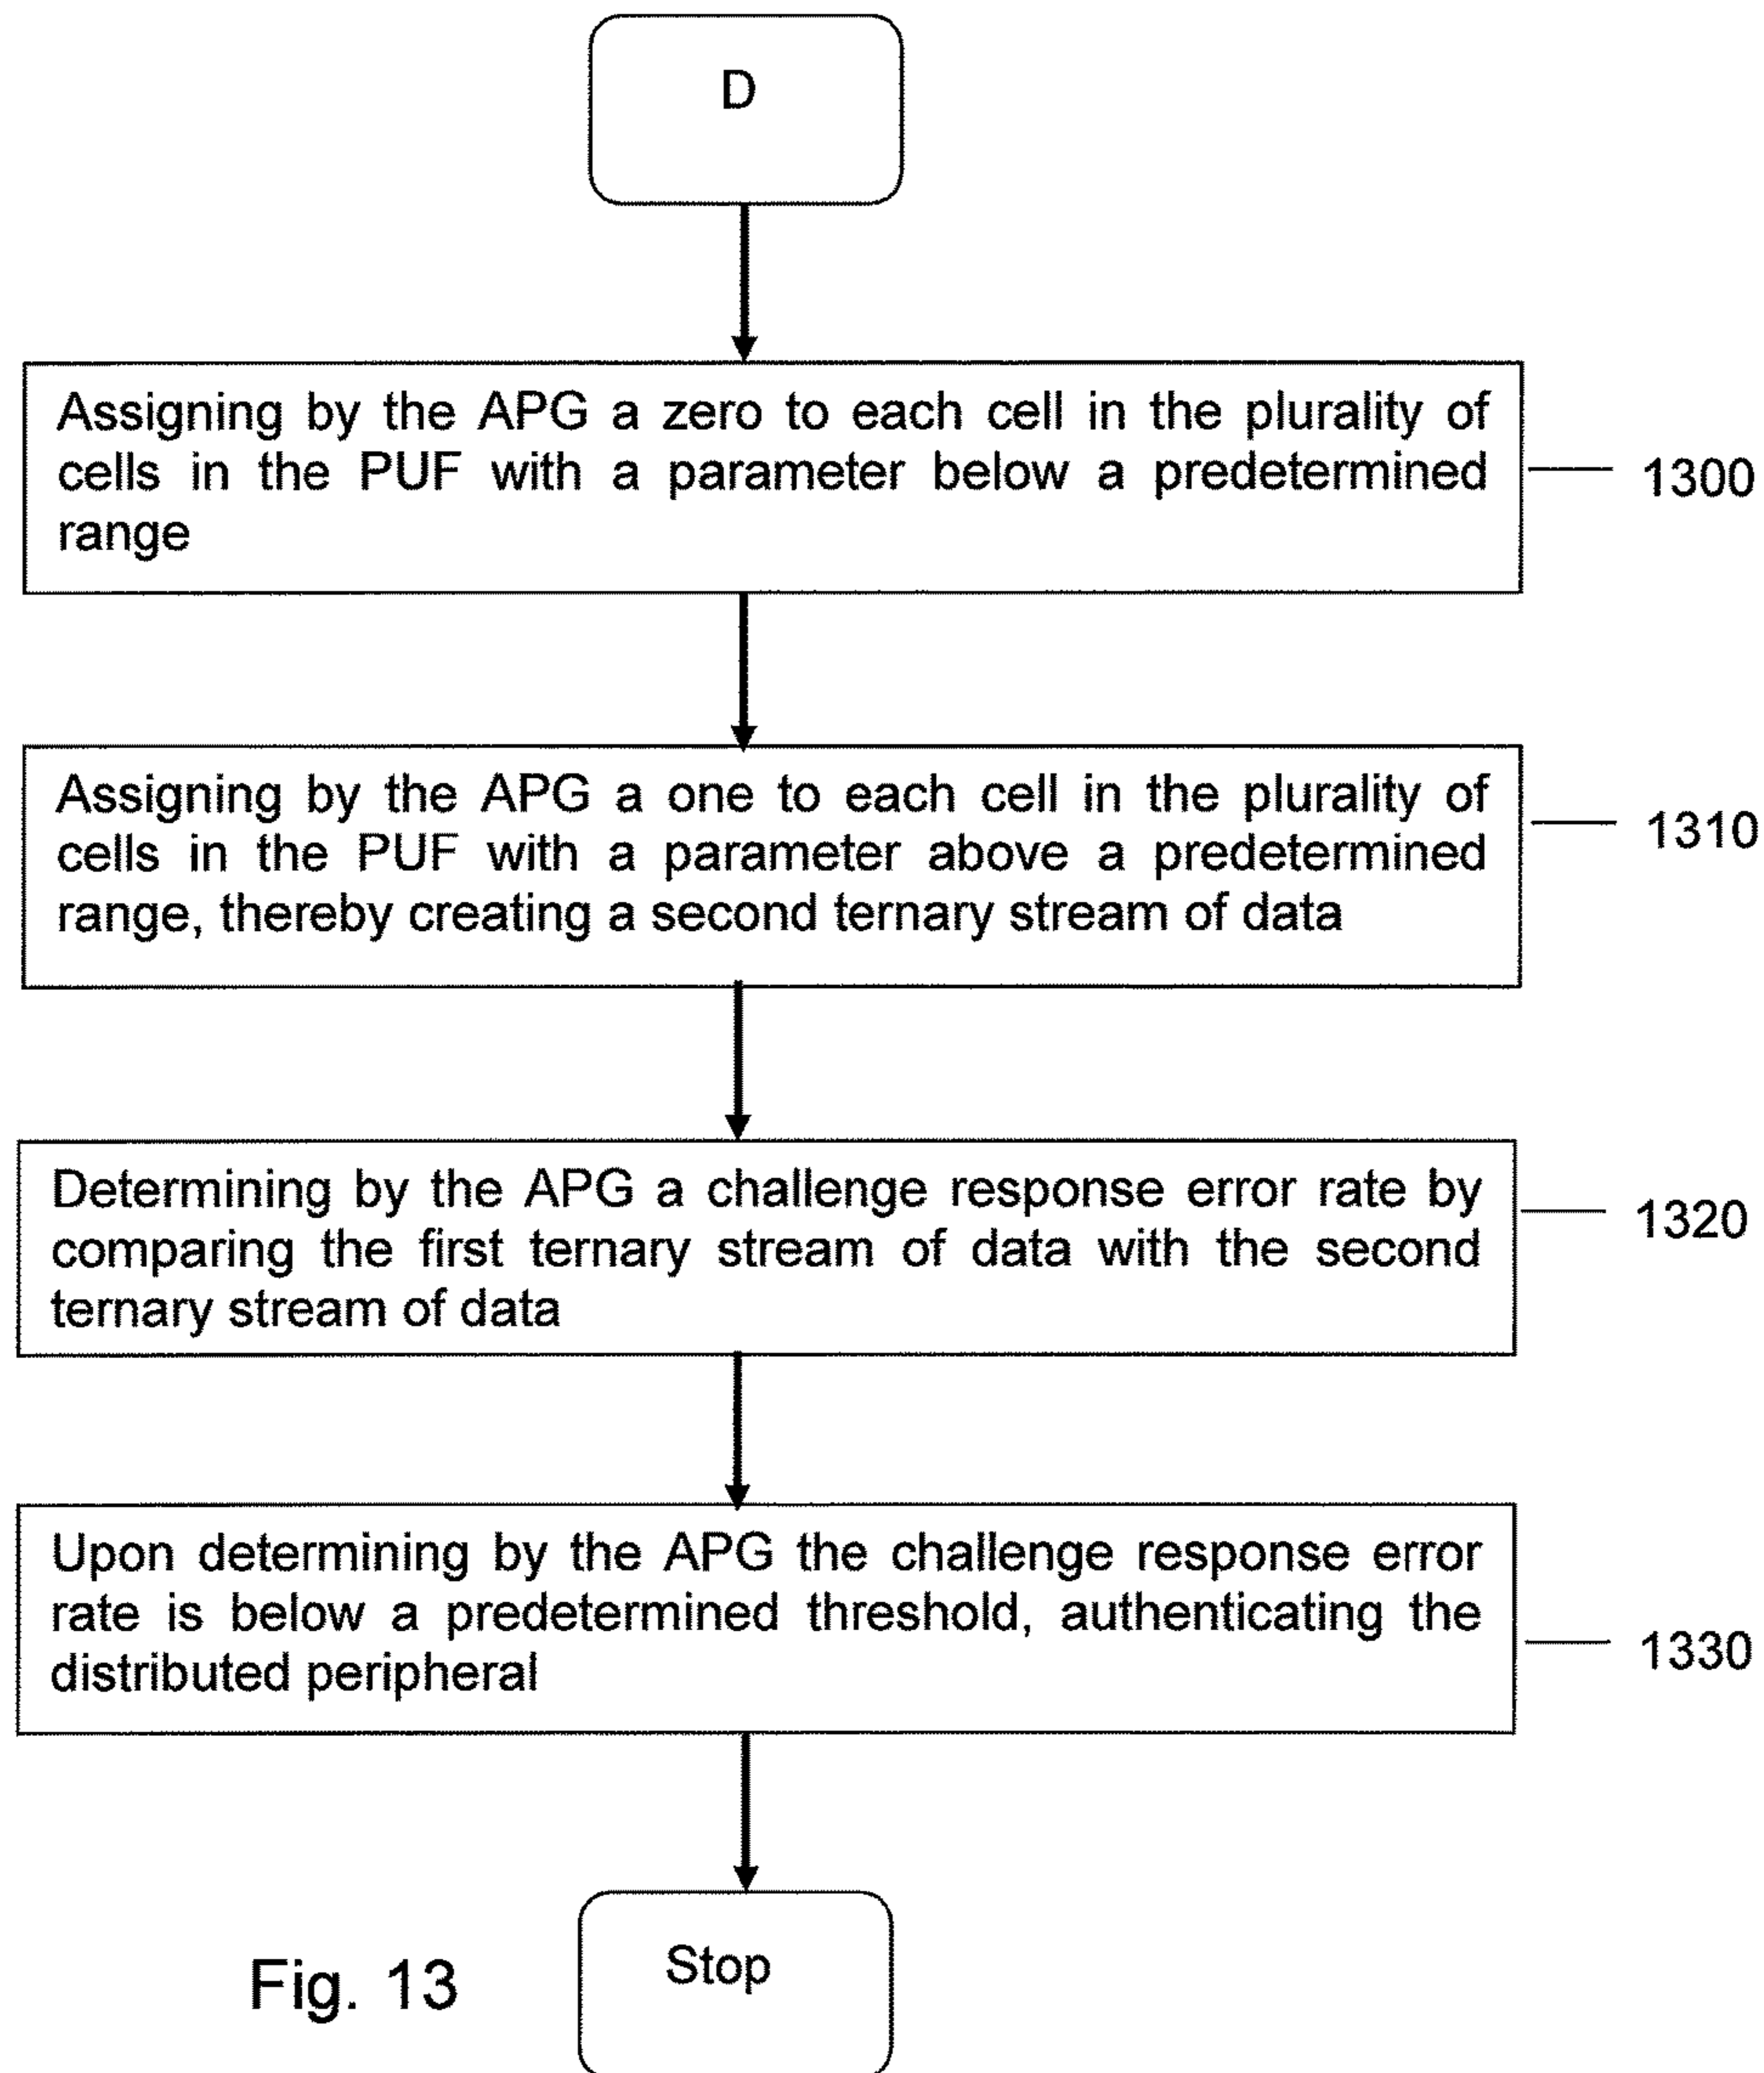 D
Assigning by the APG a zero to each cell in the plurality of
cells in the PUF with a parameter below a predetermined
range
1300
Assigning by the APG a one to each cell in the plurality of
cells in the PUF with a parameter above a predetermined
range, thereby creating a second ternary stream of data
1310
Determining by the APG a challenge response error rate by
comparing the first ternary stream of data with the second
ternary stream of data
1320
Upon determining by the APG the challenge response error
rate is below a predetermined threshold, authenticating the
distributed peripheral
1330
Stop
Fig. 13